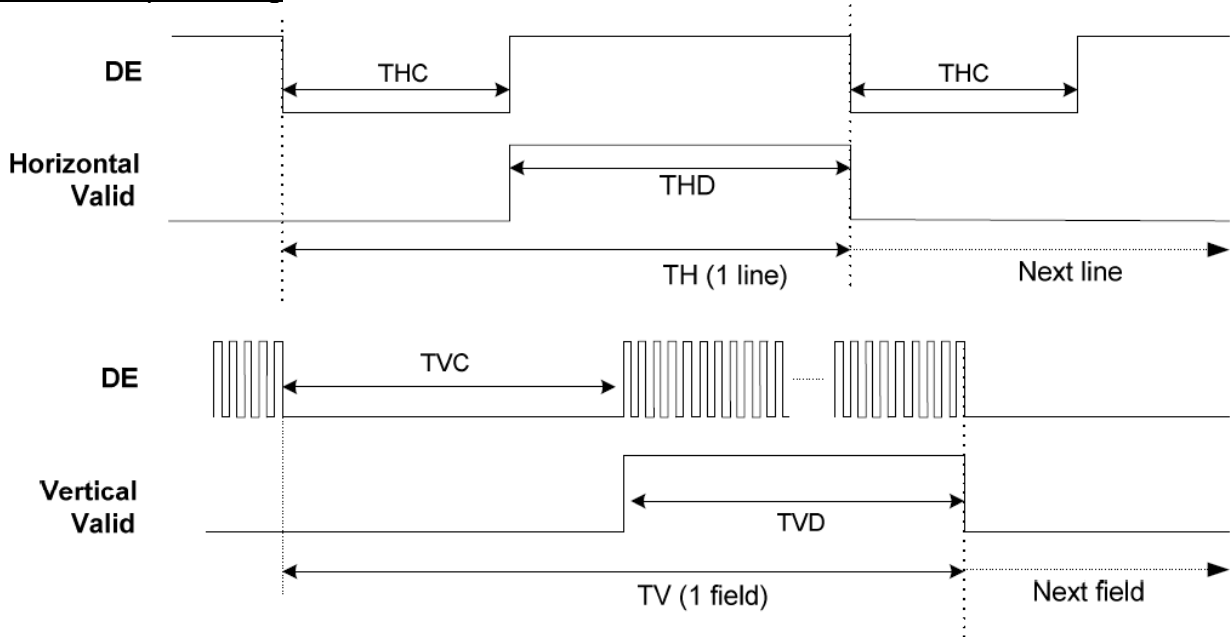 DE
THC
THC
Horizontal
Valid
THD
TH (1 line)
Next line
DE
TVC
Vertical
Valid
TVD
TV (1 field)
Next field